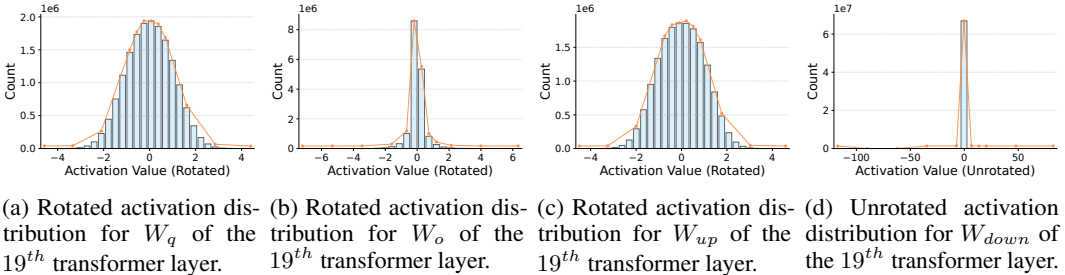 1e6
2.0
1.5
1.0
0.5
0.0
Count
−4 −2 0 2 4
Activation Value (Rotated)
1e6
8
6
4
2
0
Count
−6 −4 −2 0 2 4 6
Activation Value (Rotated)
1e6
1.5
1.0
0.5
0.0
Count
−4 −2 0 2 4
Activation Value (Rotated)
1e7
6
4
2
0
Count
−100 −50 0 50
Activation Value (Unrotated)
(a) Rotated activation dis-
tribution for W_q of the
19^th transformer layer.
(b) Rotated activation dis-
tribution for W_o of the
19^th transformer layer.
(c) Rotated activation dis-
tribution for W_up of the
19^th transformer layer.
(d) Unrotated activation
distribution for W_down of
the 19^th transformer layer.